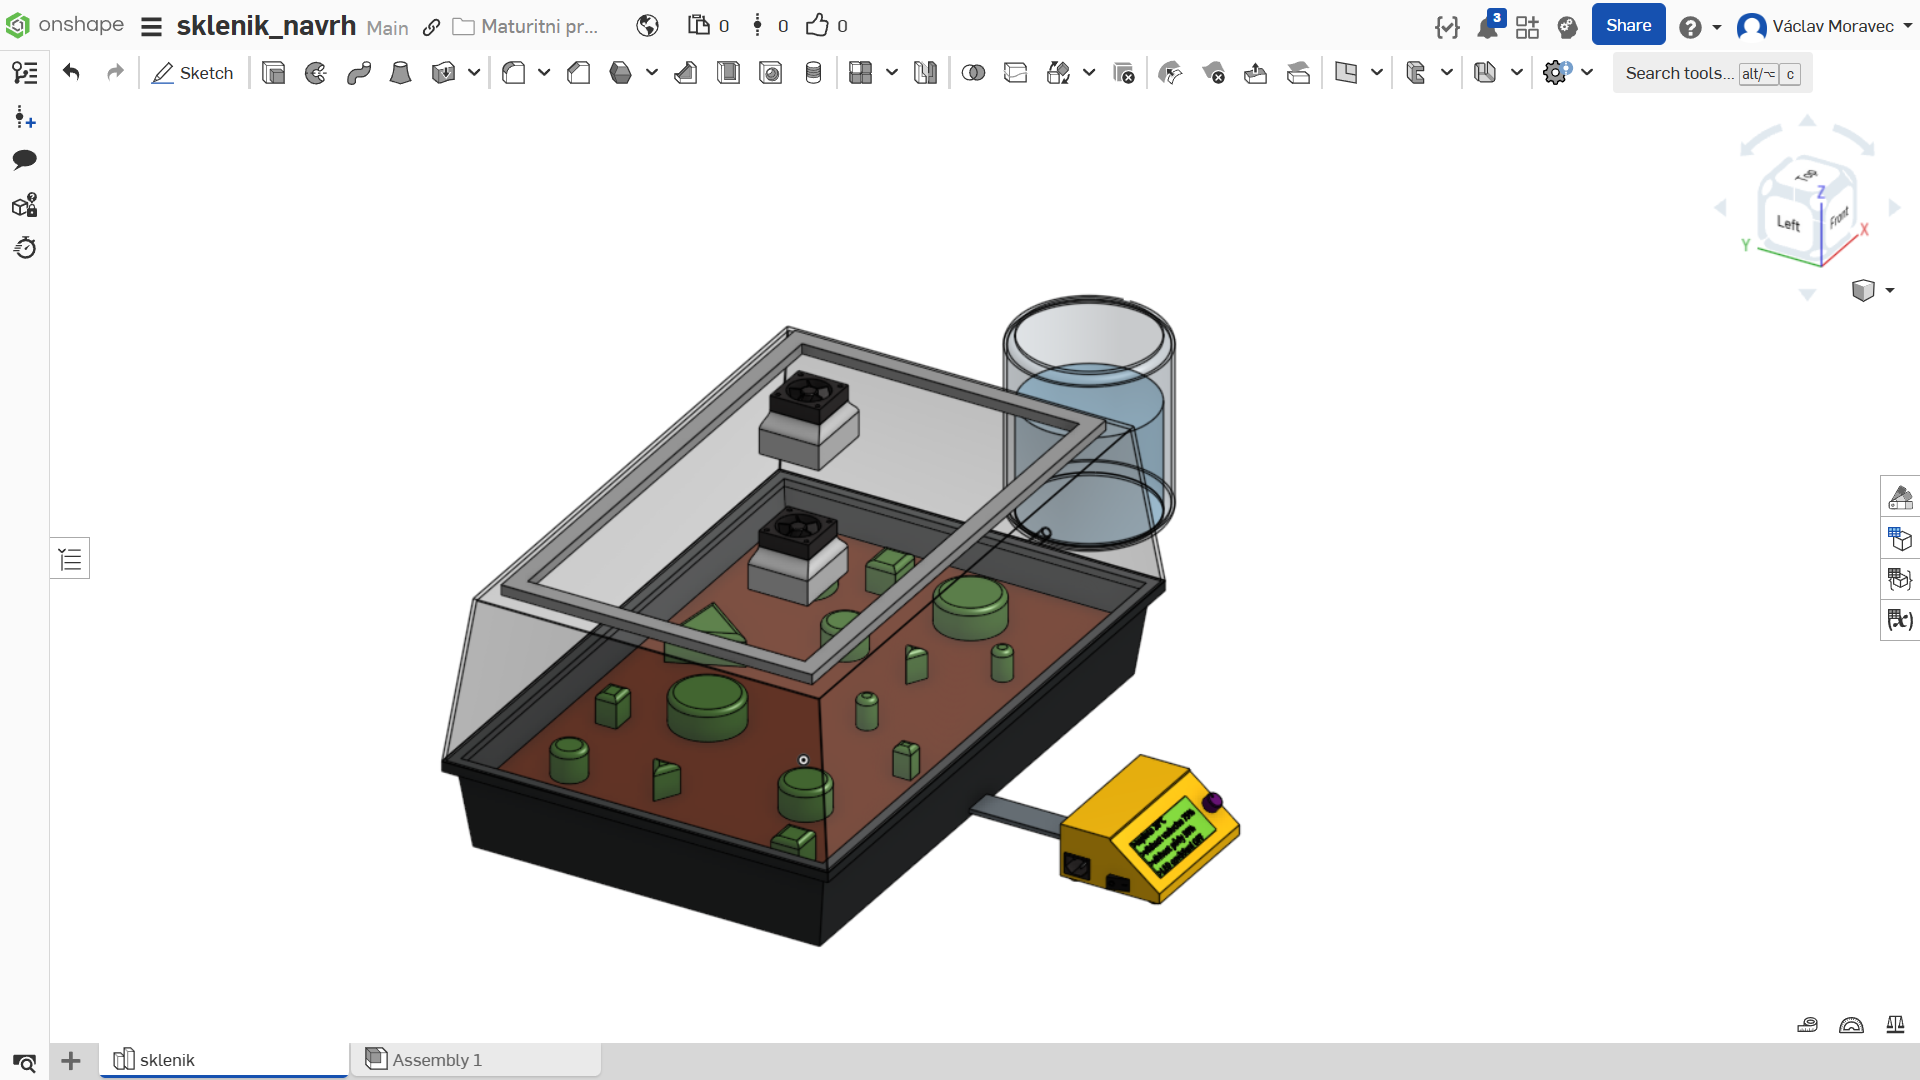 onshape
sklenik_navrh Main Maturitni pr...
0 0 0
3
Share
Václav Moravec
Sketch
Search tools... alt/⌥ c
Top
Left Front
Z
Y X
sklenik
Assembly 1